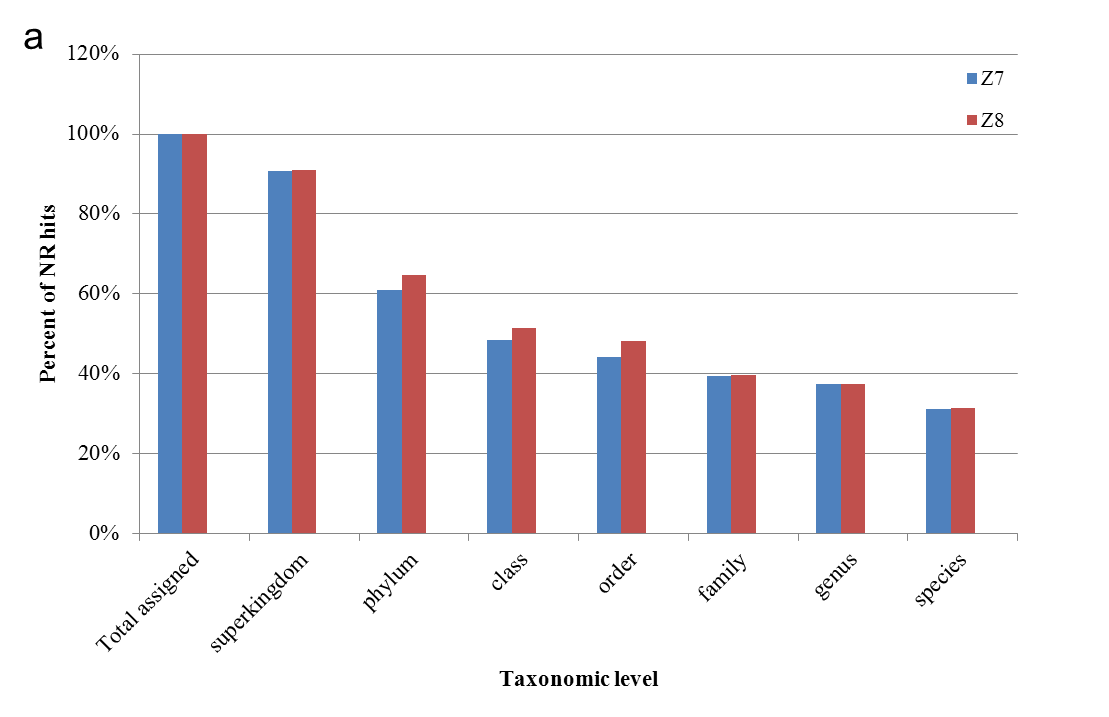 a
120%
100%
80%
60%
40%
20%
0%
Percent of NR hits
Z7
Z8
Total assigned
superkingdom
phylum
class
order
family
genus
species
Taxonomic level